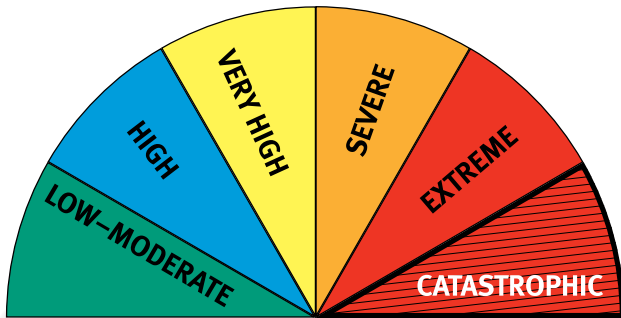 LOW–MODERATE
HIGH
VERY HIGH
SEVERE
EXTREME
CATASTROPHIC